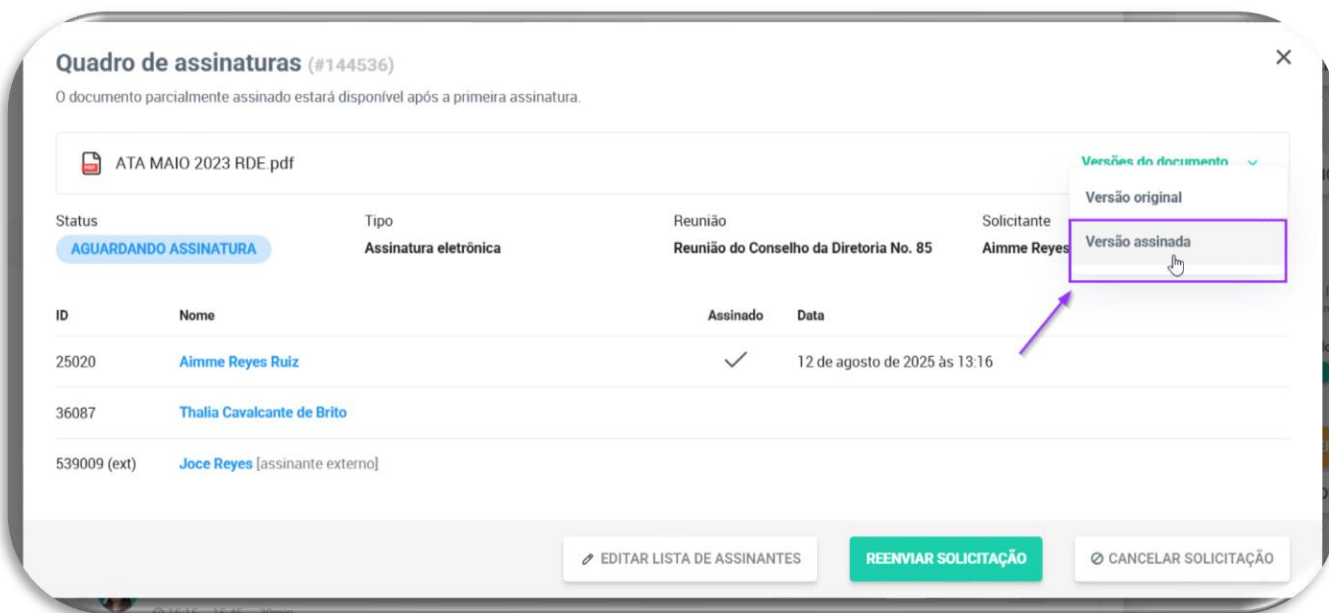 Quadro de assinaturas (#144536)
O documento parcialmente assinado estará disponível após a primeira assinatura.
ATA MAIO 2023 RDE.pdf
Versões do documento
Versão original
Versão assinada
Status
Tipo
Reunião
Solicitante
AGUARDANDO ASSINATURA
Assinatura eletrônica
Reunião do Conselho da Diretoria No. 85
Aimme Reyes
ID
Nome
Assinado
Data
25020
Aimme Reyes Ruiz
12 de agosto de 2025 às 13:16
36087
Thalia Cavalcante de Brito
539009 (ext)
Joce Reyes [assinante externo]
EDITAR LISTA DE ASSINANTES
REENVIAR SOLICITAÇÃO
CANCELAR SOLICITAÇÃO